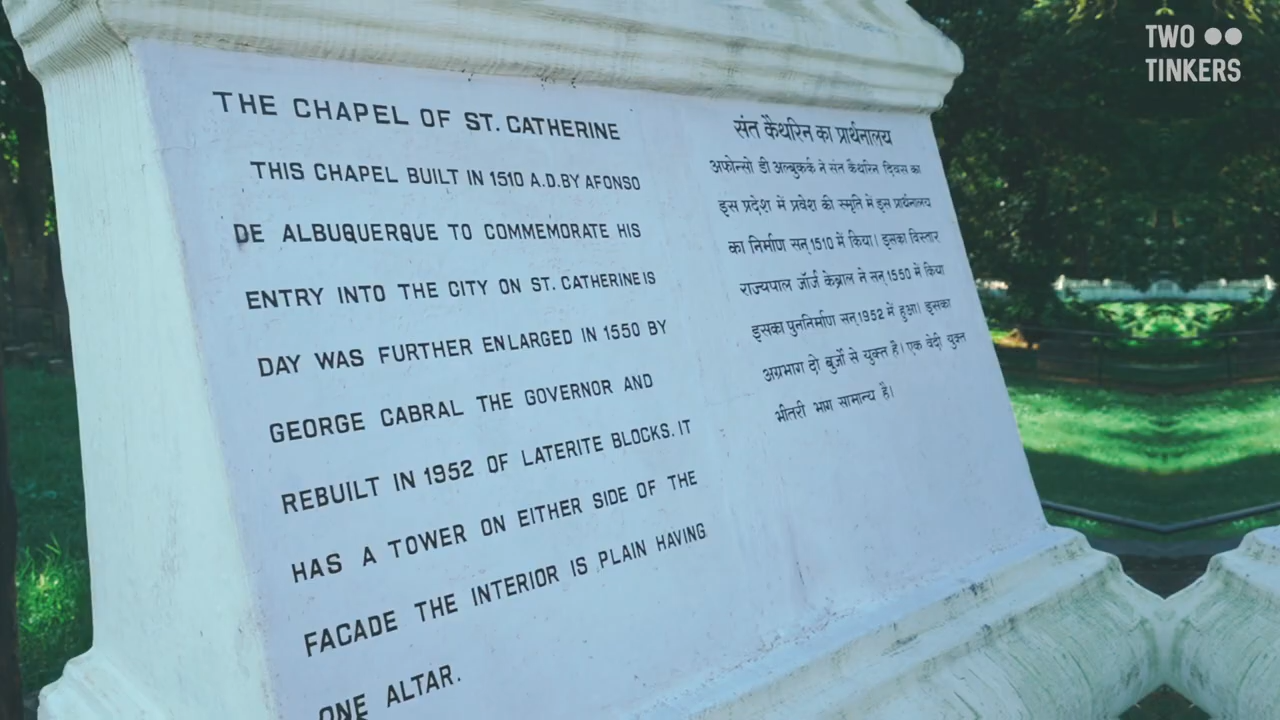 THE CHAPEL OF ST. CATHERINE
THIS CHAPEL BUILT IN 1510 A.D.BY AFONSO
DE ALBUQUERQUE TO COMMEMORATE HIS
ENTRY INTO THE CITY ON ST. CATHERINE IS
DAY WAS FURTHER ENLARGED IN 1550 BY
GEORGE CABRAL THE GOVERNOR AND
REBUILT IN 1952 OF LATERITE BLOCKS. IT
HAS A TOWER ON EITHER SIDE OF THE
FACADE THE INTERIOR IS PLAIN HAVING
ONE ALTAR.
संत कैथरिन का प्रार्थनालय
अफोन्सो डी अल्बुकर्क ने संत कैथरिन दिवस का
इस प्रदेश में प्रवेश की स्मृति में इस प्रार्थनालय
का निर्माण सन् 1510 में किया। इसका विस्तार
राज्यपाल जॉर्ज केब्राल ने सन् 1550 में किया
इसका पुननिर्माण सन् 1952 में हुआ। इसका
अग्रभाग दो बुर्जो से युक्त है। एक वेदी युक्त
भीतरी भाग सामान्य है।
TWO
TINKERS